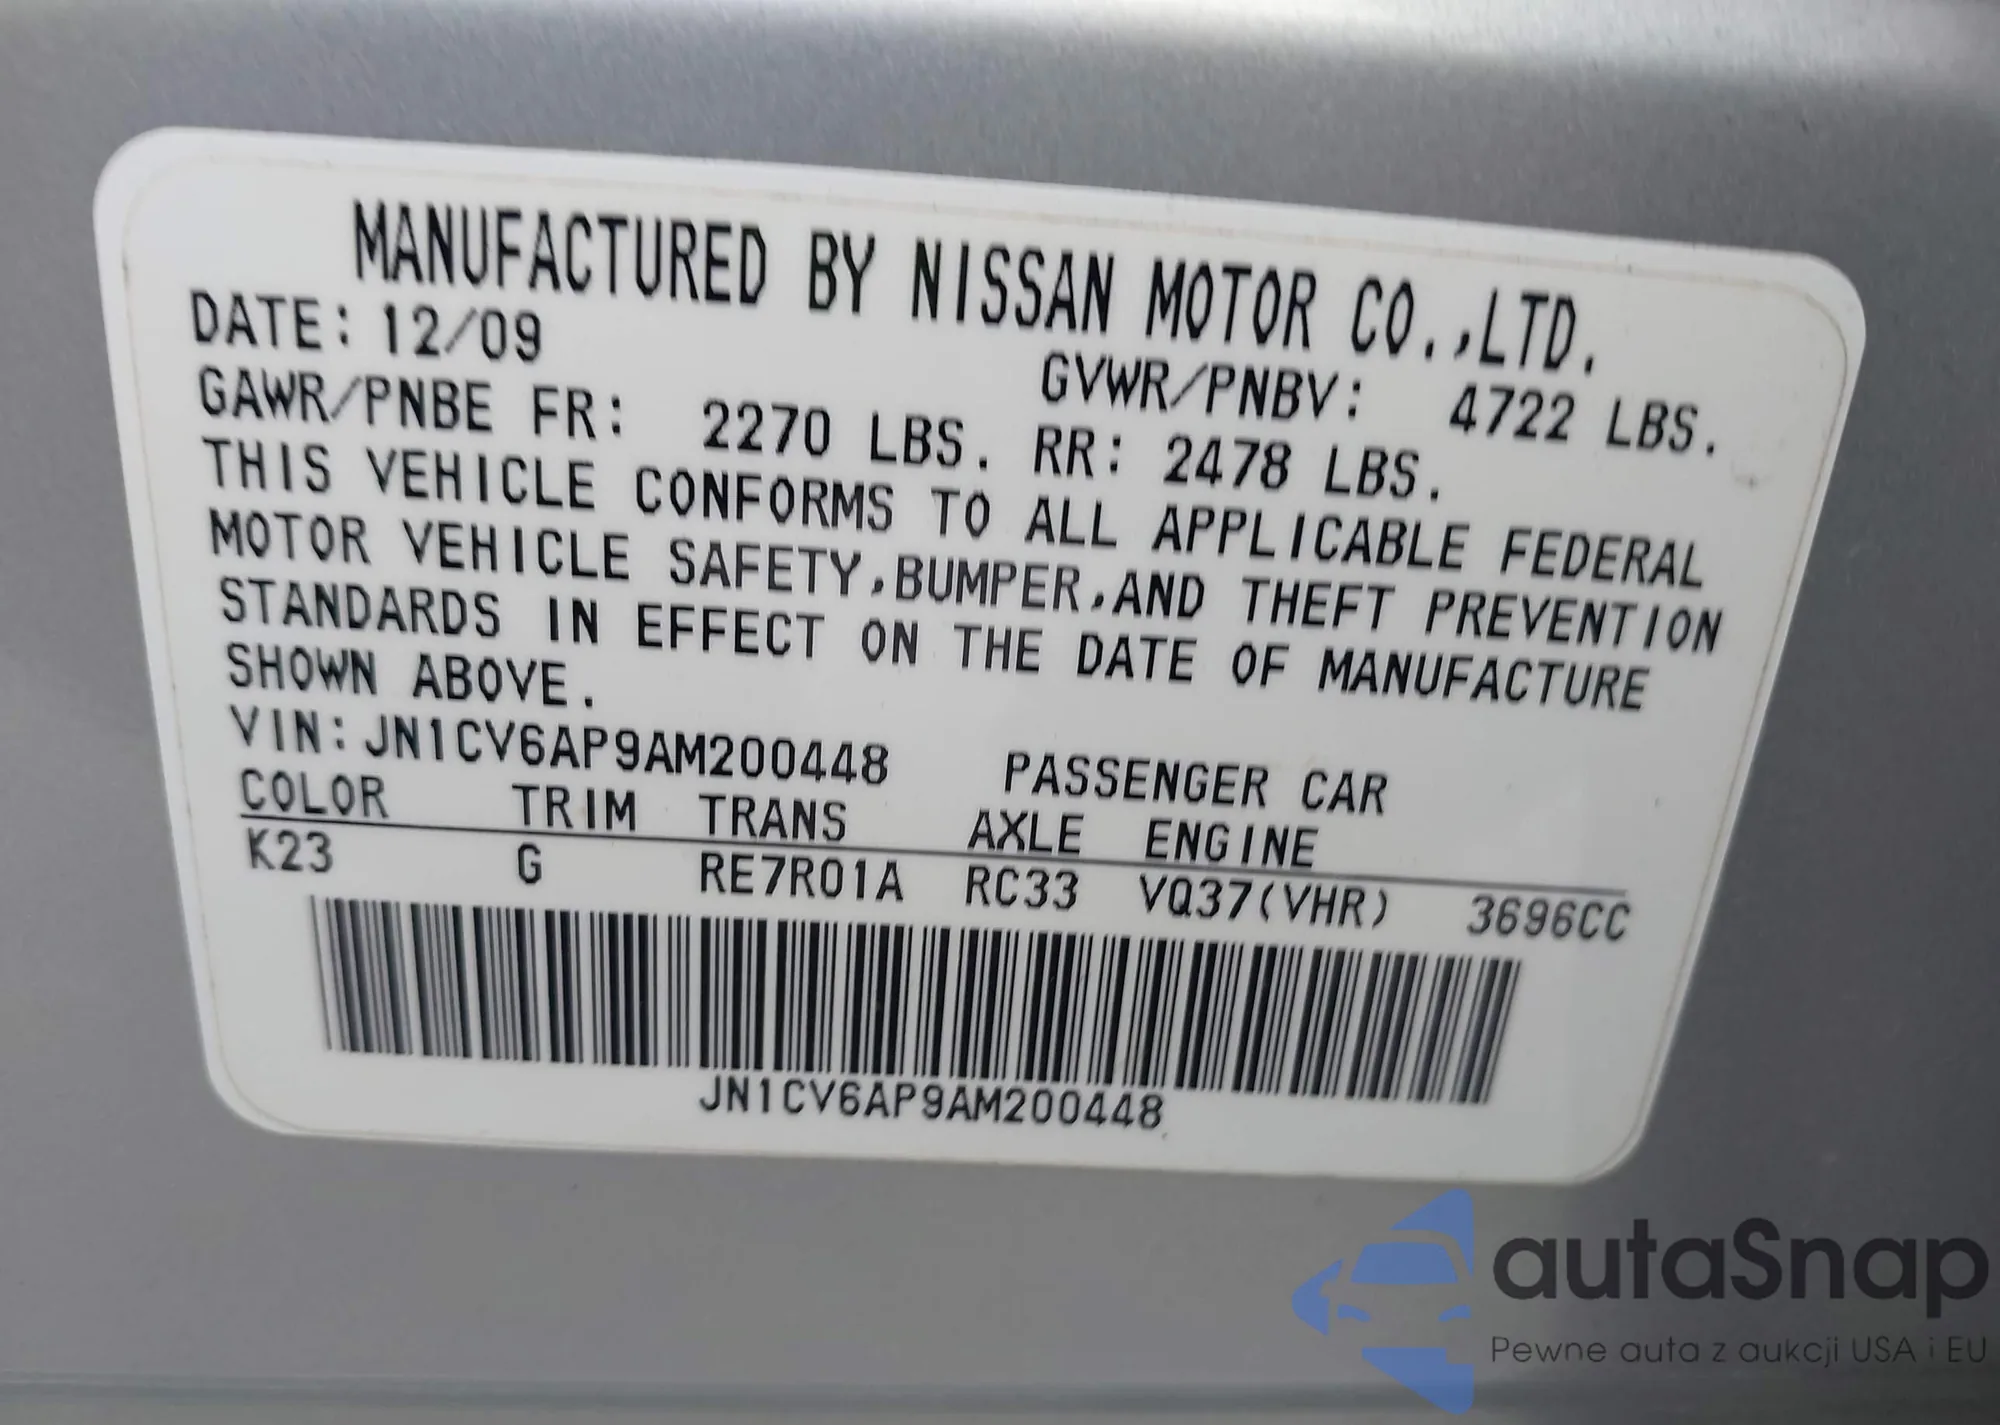 MANUFACTURED BY NISSAN MOTOR CO.,LTD.
DATE: 12/09 GVWR/PNBV: 4722 LBS.
GAWR/PNBE FR: 2270 LBS. RR: 2478 LBS.
THIS VEHICLE CONFORMS TO ALL APPLICABLE FEDERAL
MOTOR VEHICLE SAFETY,BUMPER,AND THEFT PREVENTION
STANDARDS IN EFFECT ON THE DATE OF MANUFACTURE
SHOWN ABOVE.
VIN:JN1CV6AP9AM200448 PASSENGER CAR
COLOR TRIM TRANS AXLE ENGINE
K23 G RE7R01A RC33 VQ37(VHR) 3696CC
JN1CV6AP9AM200448
autaSnap
Pewne auta z aukcji USA i EU